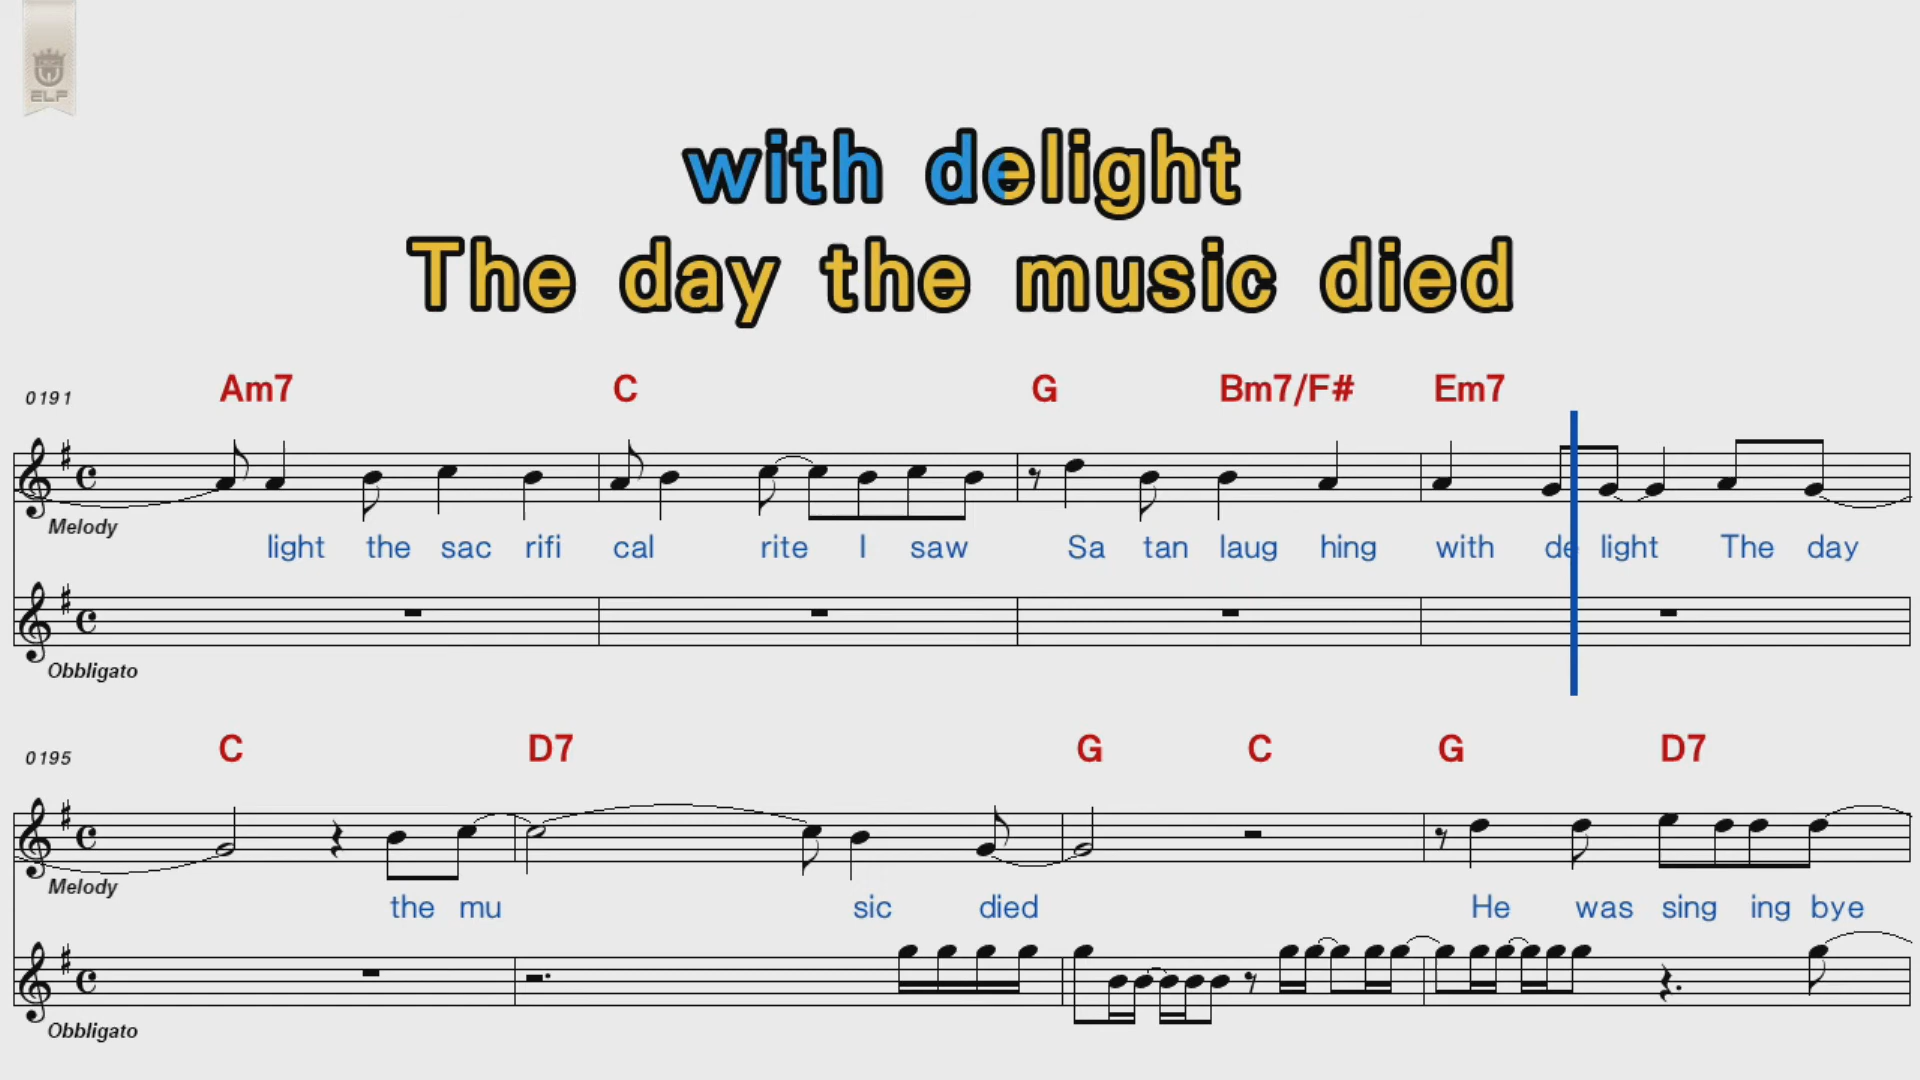 ELF
with delight
The day the music died
0191 Am7 C G Bm7/F# Em7
Melody
light the sac rifi cal rite I saw Sa tan laug hing with de light The day
Obbligato
0195 C D7 G C G D7
Melody
the mu sic died He was sing ing bye
Obbligato